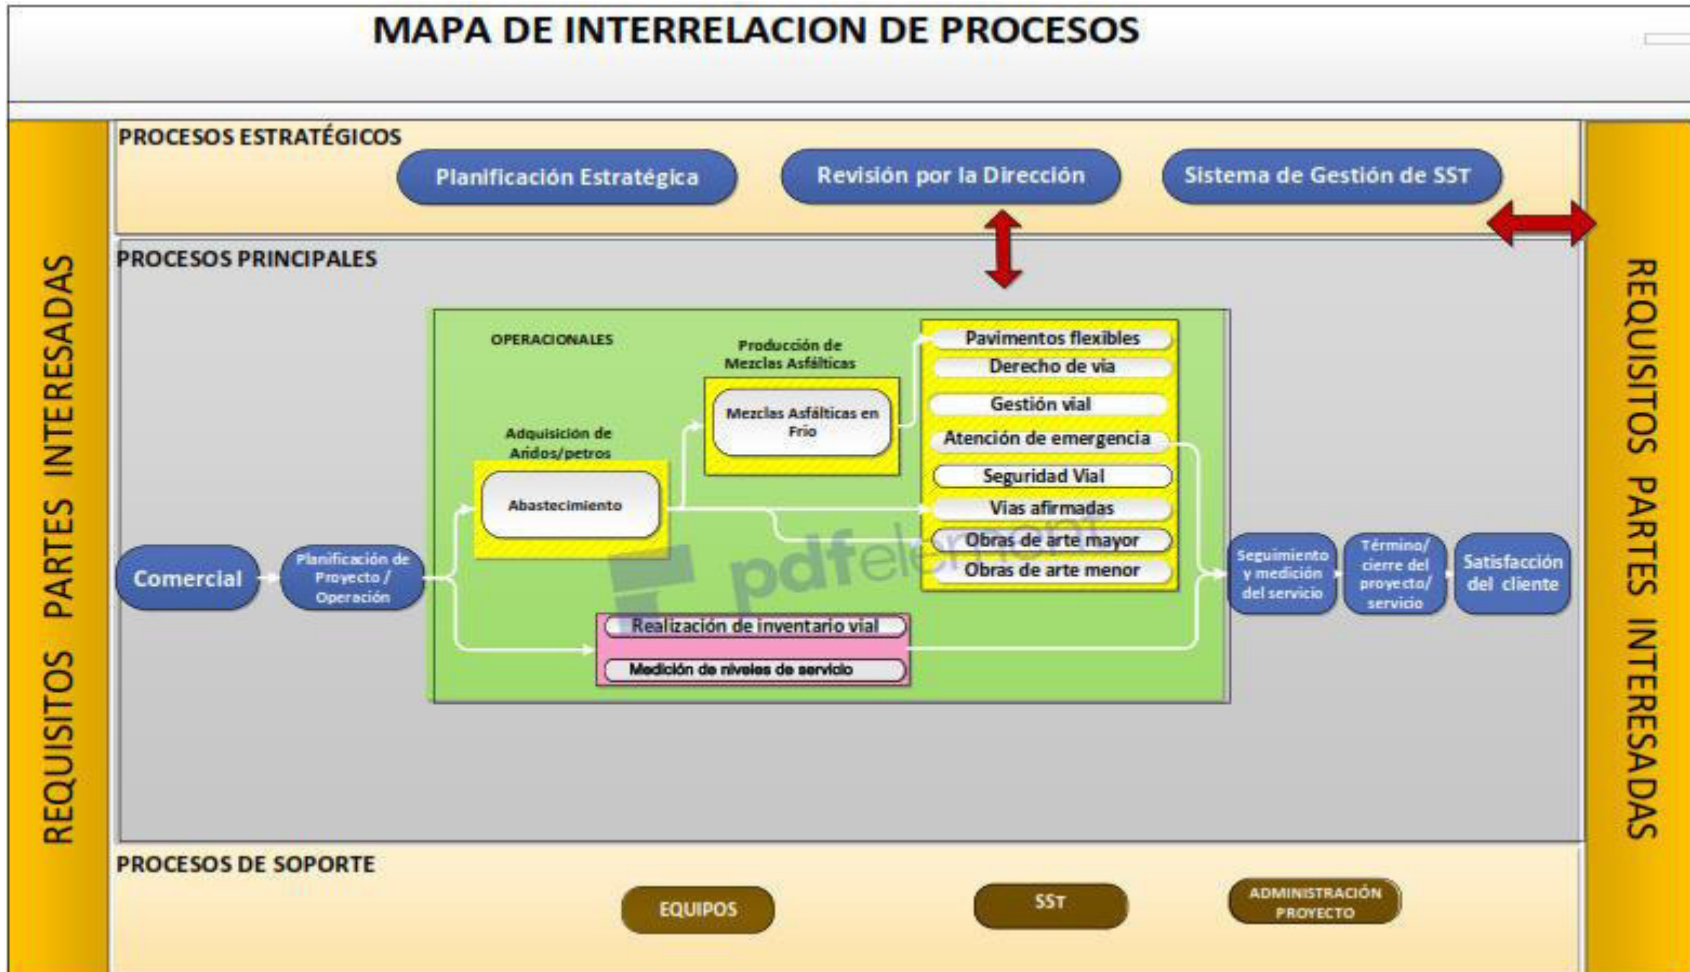 MAPA DE INTERRELACION DE PROCESOS
PROCESOS ESTRATÉGICOS
Planificación Estratégica
Revisión por la Dirección
Sistema de Gestión de SST
REQUISITOS PARTES INTERESADAS
PROCESOS PRINCIPALES
OPERACIONALES
Adquisición de
Aridos/petros
Abastecimiento
Producción de
Mezclas Asfálticas
Mezclas Asfálticas en
Frio
Pavimentos flexibles
Derecho de via
Gestión vial
Atención de emergencia
Seguridad Vial
Vias afirmadas
Obras de arte mayor
Obras de arte menor
pdfelement
Comercial
Planificación de
Proyecto /
Operación
Realización de inventario vial
Medición de niveles de servicio
Seguimiento
y medición
del servicio
Término/
cierre del
proyecto/
servicio
Satisfacción
del cliente
REQUISITOS PARTES INTERESADAS
PROCESOS DE SOPORTE
EQUIPOS
SST
ADMINISTRACIÓN
PROYECTO